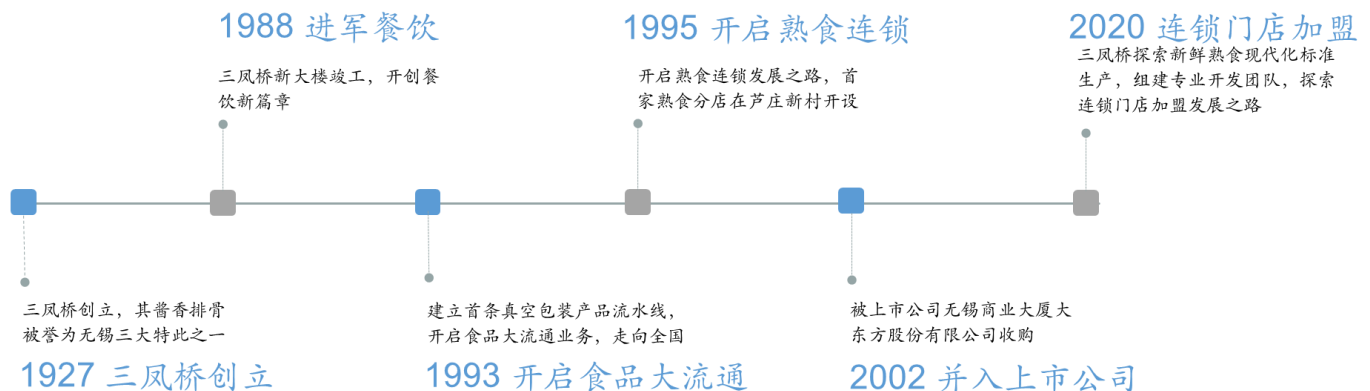 1988 进军餐饮
三凤桥新大楼竣工，开创餐
饮新篇章
1995 开启熟食连锁
开启熟食连锁发展之路，首
家熟食分店在芦庄新村开设
2020 连锁门店加盟
三凤桥探索新鲜熟食现代化标准
生产，组建专业开发团队，探索
连锁门店加盟发展之路
三凤桥创立，其酱香排骨
被誉为无锡三大特此之一
1927 三凤桥创立
建立首条真空包装产品流水线，
开启食品大流通业务，走向全国
1993 开启食品大流通
被上市公司无锡商业大厦大
东方股份有限公司收购
2002 并入上市公司